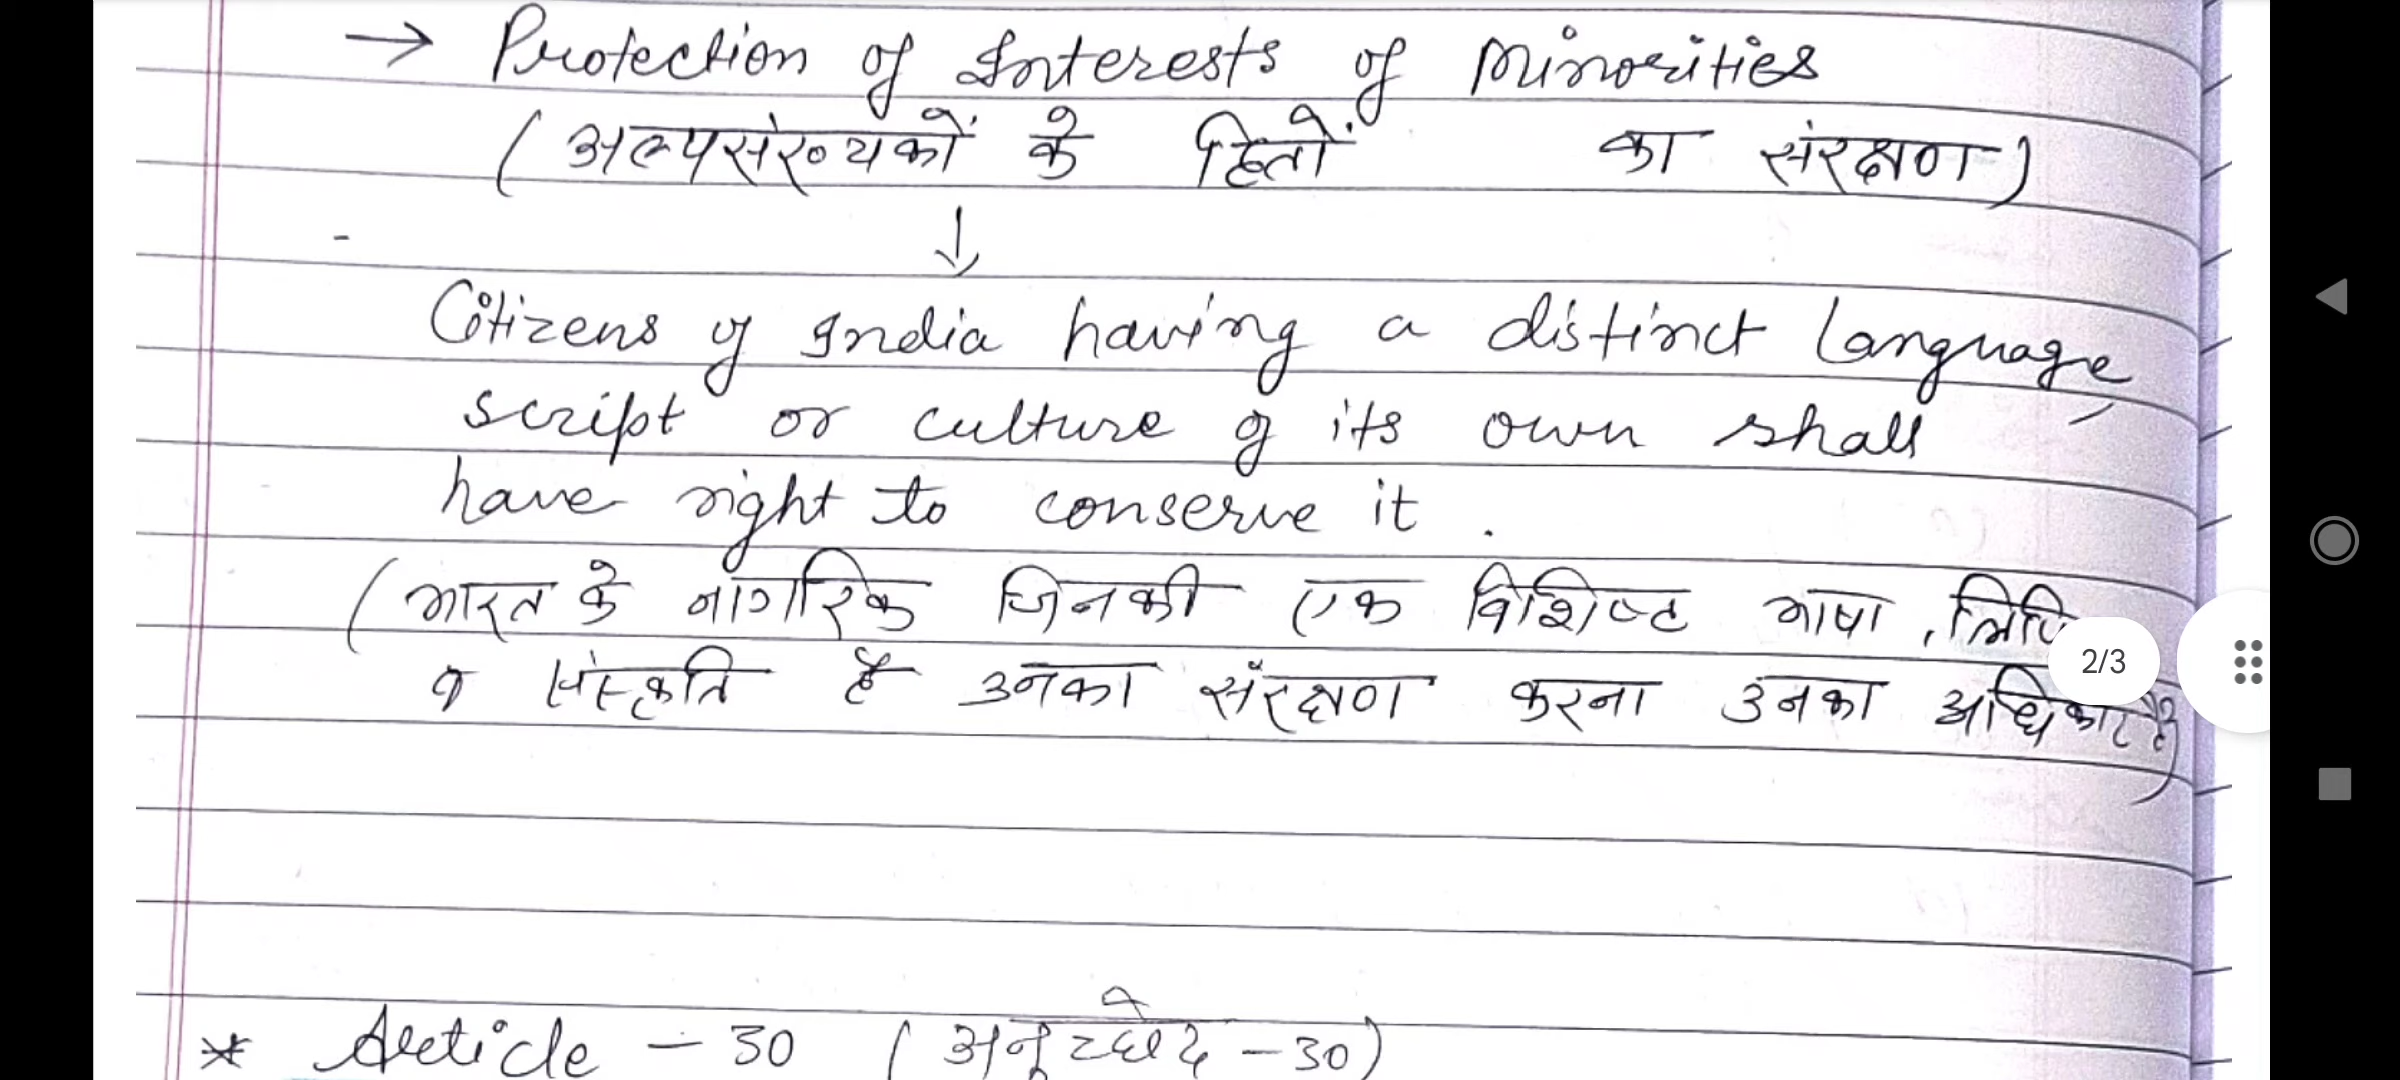 → Protection of Interests of Minorities
(अल्पसंख्यकों के हितों का संरक्षण)
↓
Citizens of India having a distinct language,
script or culture of its own shall
have right to conserve it.
(भारत के नागरिक जिनकी एक विशिष्ट भाषा, लिपि
व संस्कृति है उनका संरक्षण करना उनका अधिकार है)
2/3
* Article - 30 (अनुच्छेद - 30)